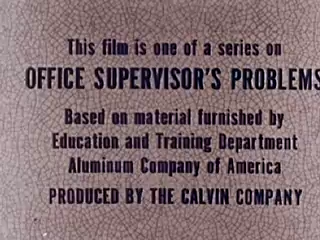 This film is one of a series on
OFFICE SUPERVISOR'S PROBLEMS
Based on material furnished by
Education and Training Department
Aluminum Company of America
PRODUCED BY THE CALVIN COMPANY